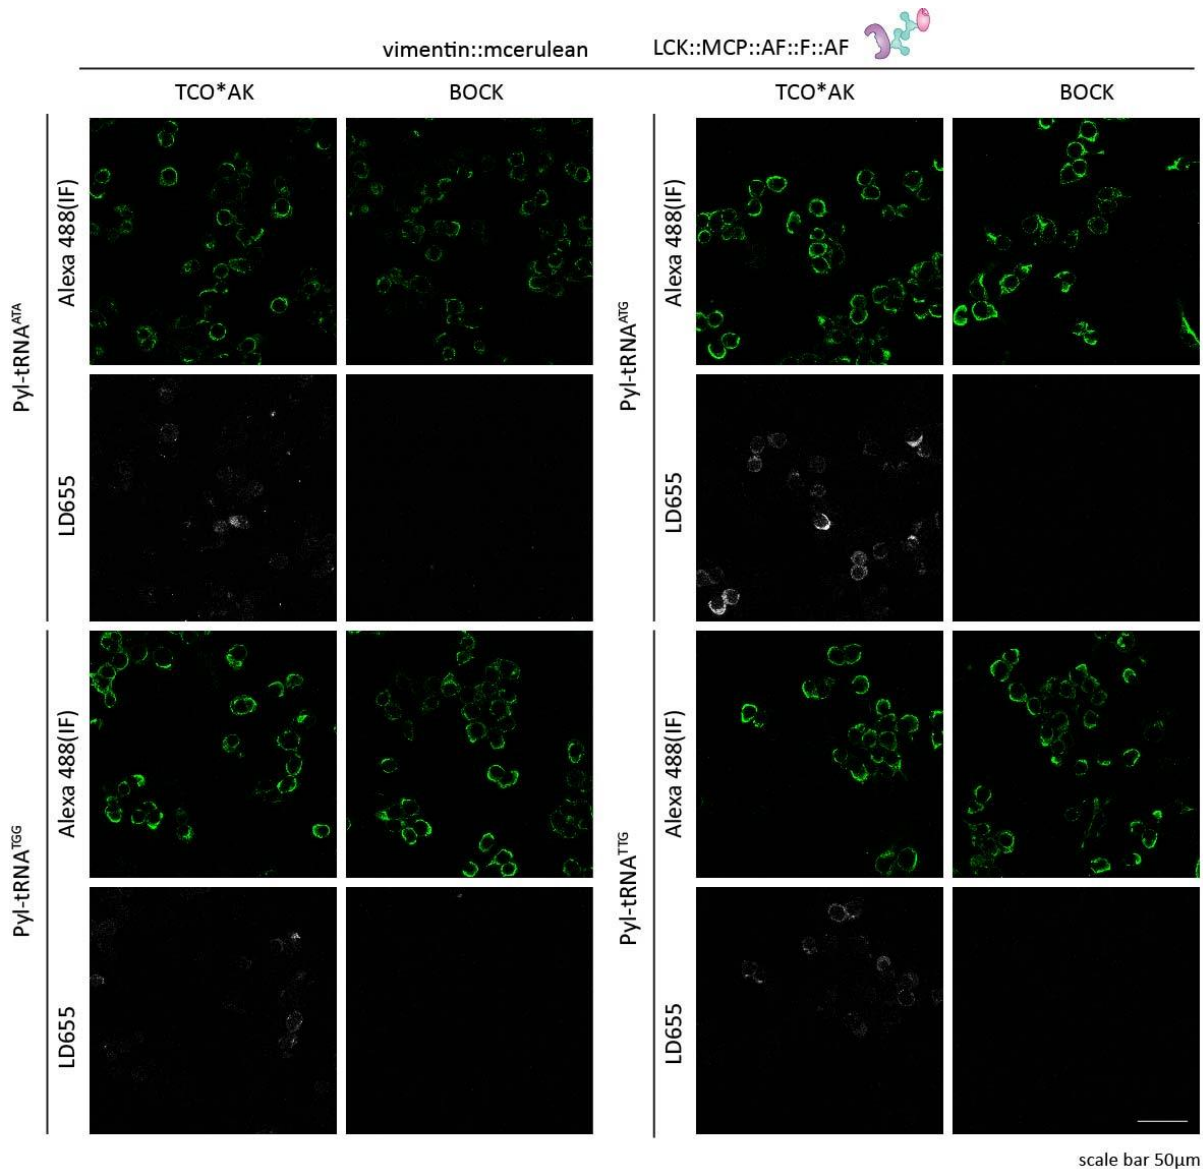 vimentin::mcerulean LCK::MCP::AF::F::AF
TCO*AK BOCK TCO*AK BOCK
Pyl-tRNAᴬᵀᴬ
Alexa 488(IF)
LD655
Pyl-tRNAᴬᵀᴳ
Alexa 488(IF)
LD655
Pyl-tRNAᵀᴳᴳ
Alexa 488(IF)
LD655
Pyl-tRNAᵀᵀᴳ
Alexa 488(IF)
LD655
scale bar 50µm